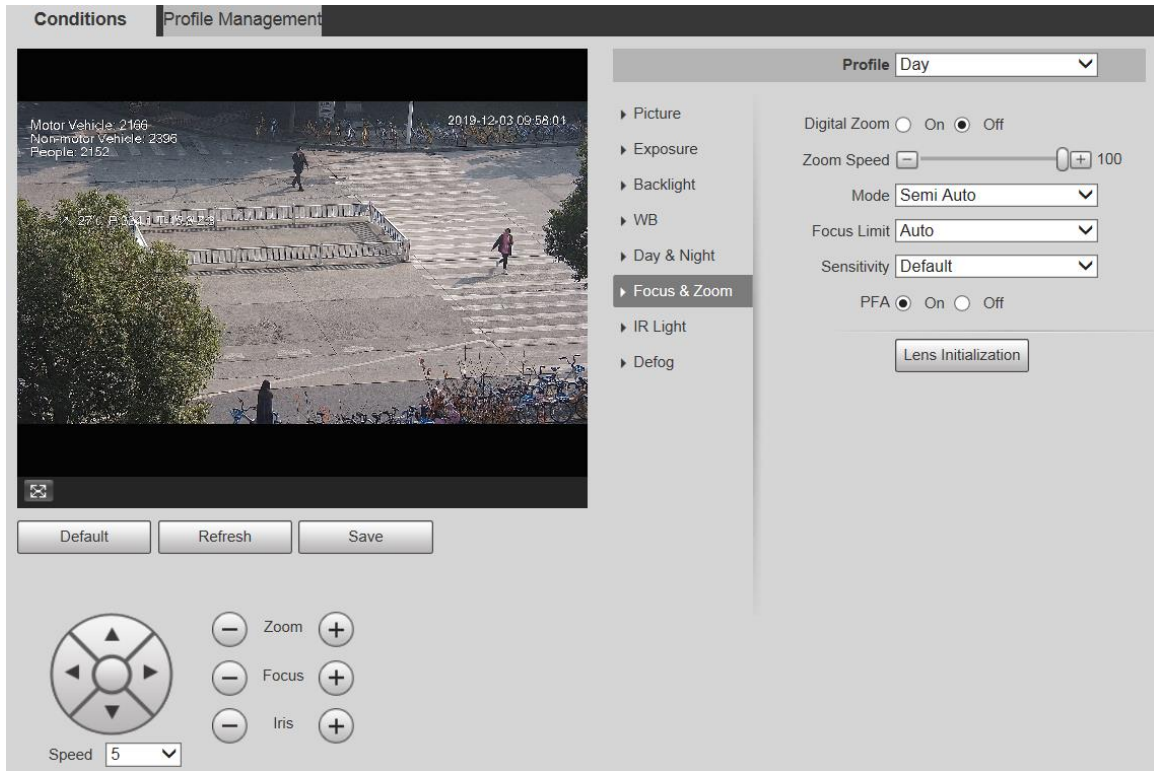 Conditions
Profile Management
Motor Vehicle: 2166
Non-motor Vehicle: 2396
People: 2152
2019-12-03 09:58:01
Profile Day
Picture
Exposure
Backlight
WB
Day & Night
Focus & Zoom
IR Light
Defog
Digital Zoom On Off
Zoom Speed 100
Mode Semi Auto
Focus Limit Auto
Sensitivity Default
PFA On Off
Lens Initialization
Default
Refresh
Save
Zoom
Focus
Iris
Speed 5